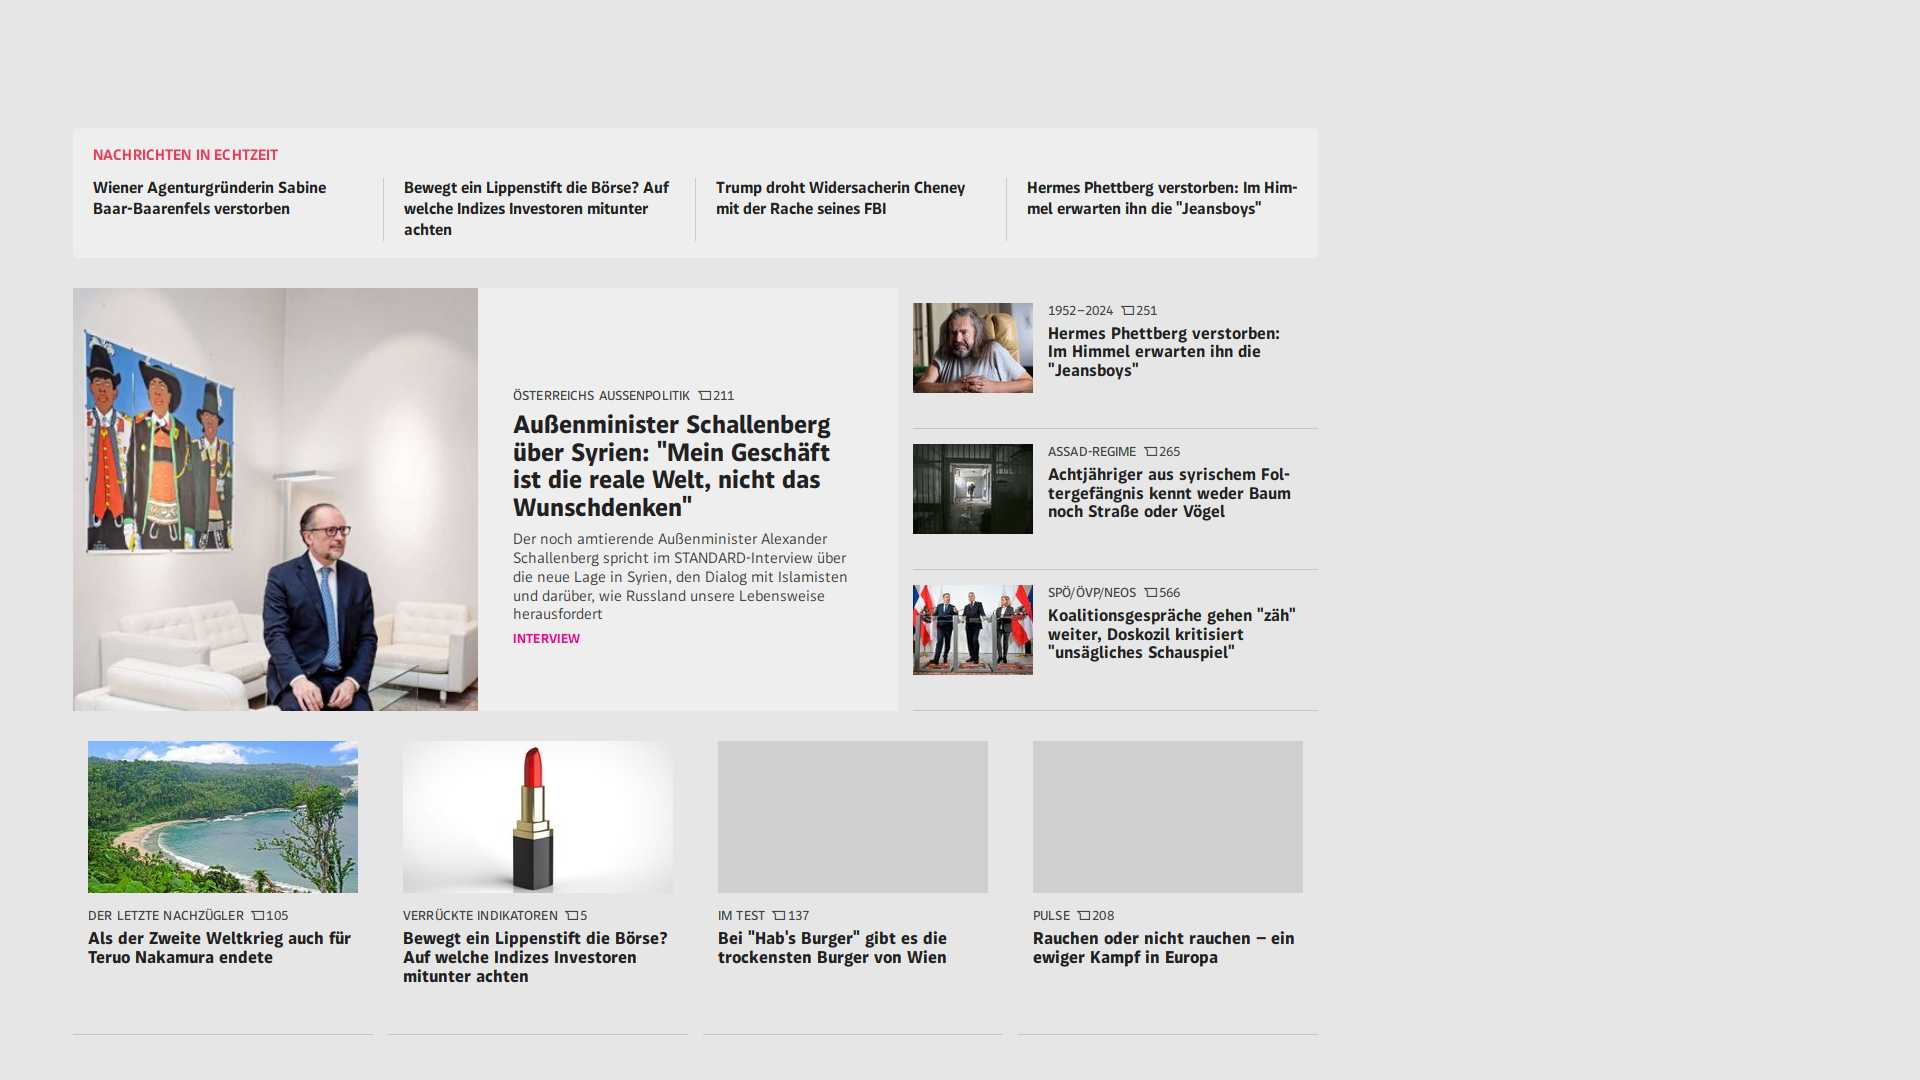 NACHRICHTEN IN ECHTZEIT
Wiener Agenturgründerin Sabine
Baar-Baarenfels verstorben
Bewegt ein Lippenstift die Börse? Auf
welche Indizes Investoren mitunter
achten
Trump droht Widersacherin Cheney
mit der Rache seines FBI
Hermes Phettberg verstorben: Im Him-
mel erwarten ihn die "Jeansboys"
ÖSTERREICHS AUSSENPOLITIK 211
Außenminister Schallenberg
über Syrien: "Mein Geschäft
ist die reale Welt, nicht das
Wunschdenken"
Der noch amtierende Außenminister Alexander
Schallenberg spricht im STANDARD-Interview über
die neue Lage in Syrien, den Dialog mit Islamisten
und darüber, wie Russland unsere Lebensweise
herausfordert
INTERVIEW
1952–2024 251
Hermes Phettberg verstorben:
Im Himmel erwarten ihn die
"Jeansboys"
ASSAD-REGIME 265
Achtjähriger aus syrischem Fol-
tergefängnis kennt weder Baum
noch Straße oder Vögel
SPÖ/ÖVP/NEOS 566
Koalitionsgespräche gehen "zäh"
weiter, Doskozil kritisiert
"unsägliches Schauspiel"
DER LETZTE NACHZÜGLER 105
Als der Zweite Weltkrieg auch für
Teruo Nakamura endete
VERRÜCKTE INDIKATOREN 5
Bewegt ein Lippenstift die Börse?
Auf welche Indizes Investoren
mitunter achten
IM TEST 137
Bei "Hab's Burger" gibt es die
trockensten Burger von Wien
PULSE 208
Rauchen oder nicht rauchen – ein
ewiger Kampf in Europa